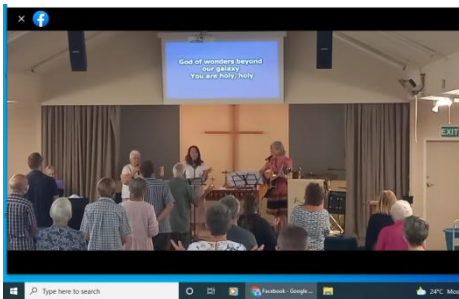 God of wonders beyond
our galaxy
You are holy, holy
EXIT
Type here to search
Facebook - Google ...
24°C